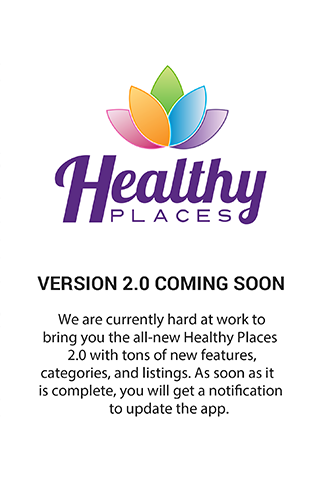 Healthy
PLACES
VERSION 2.0 COMING SOON
We are currently hard at work to
bring you the all-new Healthy Places
2.0 with tons of new features,
categories, and listings. As soon as it
is complete, you will get a notification
to update the app.